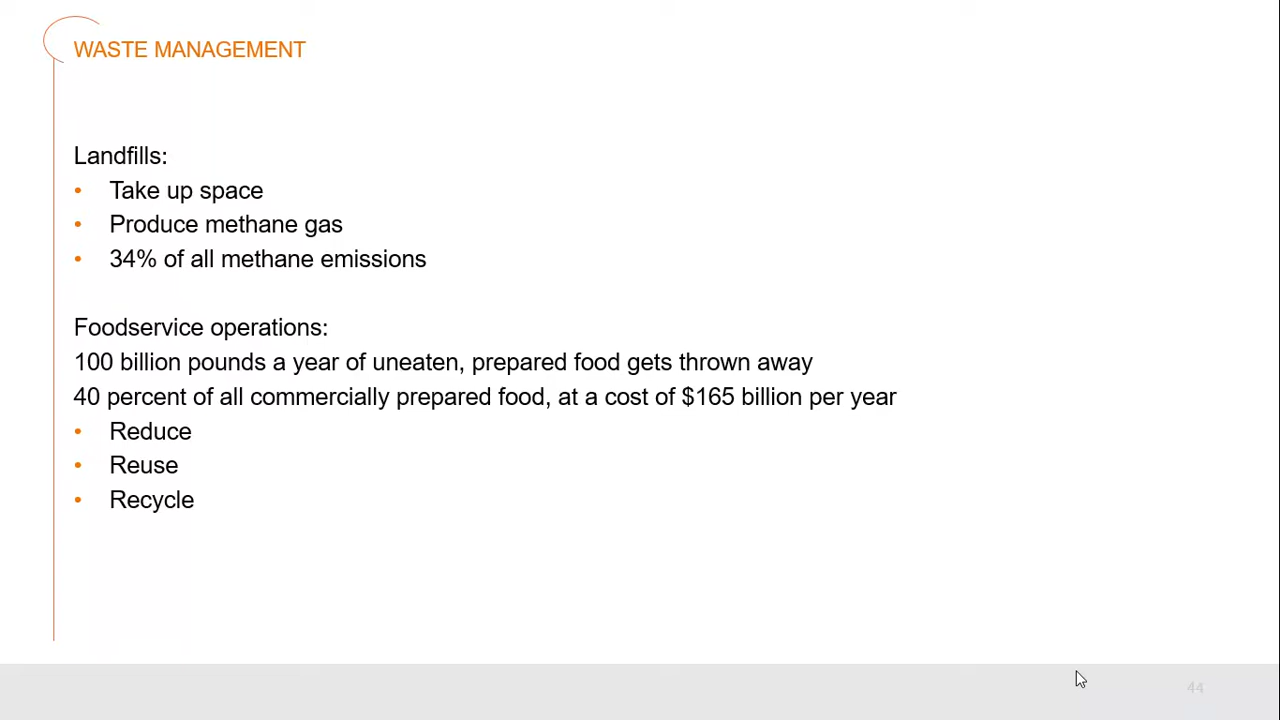 WASTE MANAGEMENT
Landfills:
• Take up space
• Produce methane gas
• 34% of all methane emissions
Foodservice operations:
100 billion pounds a year of uneaten, prepared food gets thrown away
40 percent of all commercially prepared food, at a cost of $165 billion per year
• Reduce
• Reuse
• Recycle
44